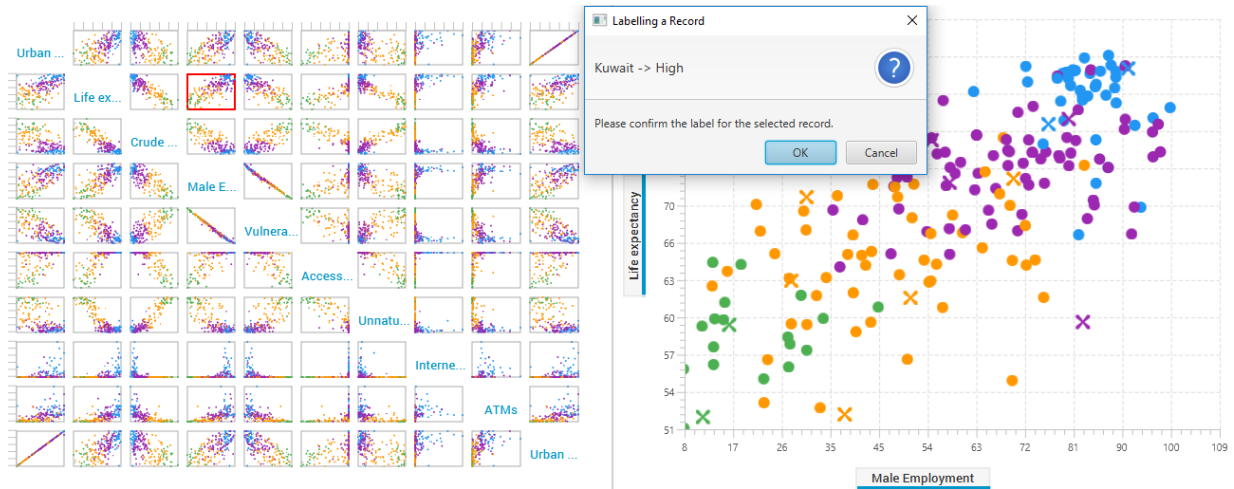 Urban ...
Life ex...
Crude ...
Male E...
Vulnera...
Access...
Unnatu...
Interne...
ATMs
Urban ...
Labelling a Record
Kuwait -> High
?
Please confirm the label for the selected record.
OK
Cancel
Life expectancy
70
66
63
60
57
54
51
8
17
26
35
45
54
63
72
81
90
100
109
Male Employment